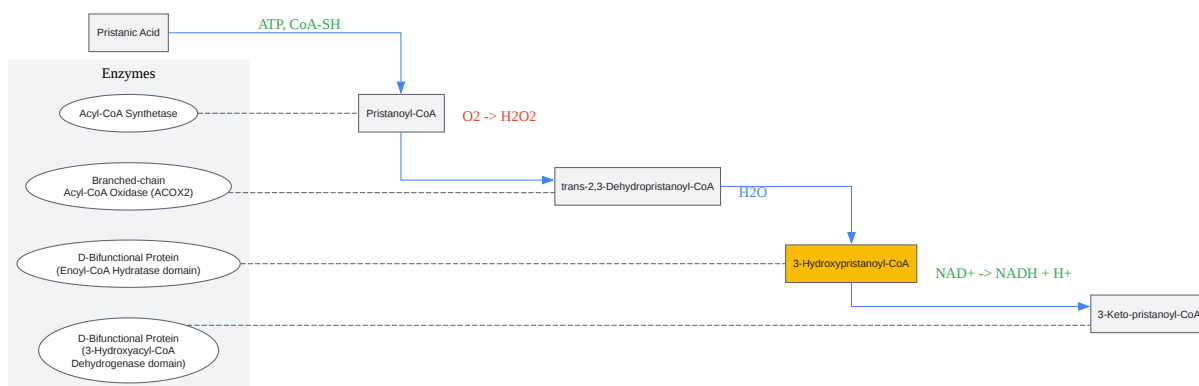 ATP, CoA-SH
Pristanic Acid
Enzymes
Acyl-CoA Synthetase
Pristanoyl-CoA
O2 -> H2O2
Branched-chain
Acyl-CoA Oxidase (ACOX2)
trans-2,3-Dehydropristanoyl-CoA
H2O
D-Bifunctional Protein
(Enoyl-CoA Hydratase domain)
3-Hydroxypristanoyl-CoA
NAD+ -> NADH + H+
3-Keto-pristanoyl-CoA
D-Bifunctional Protein
(3-Hydroxyacyl-CoA
Dehydrogenase domain)